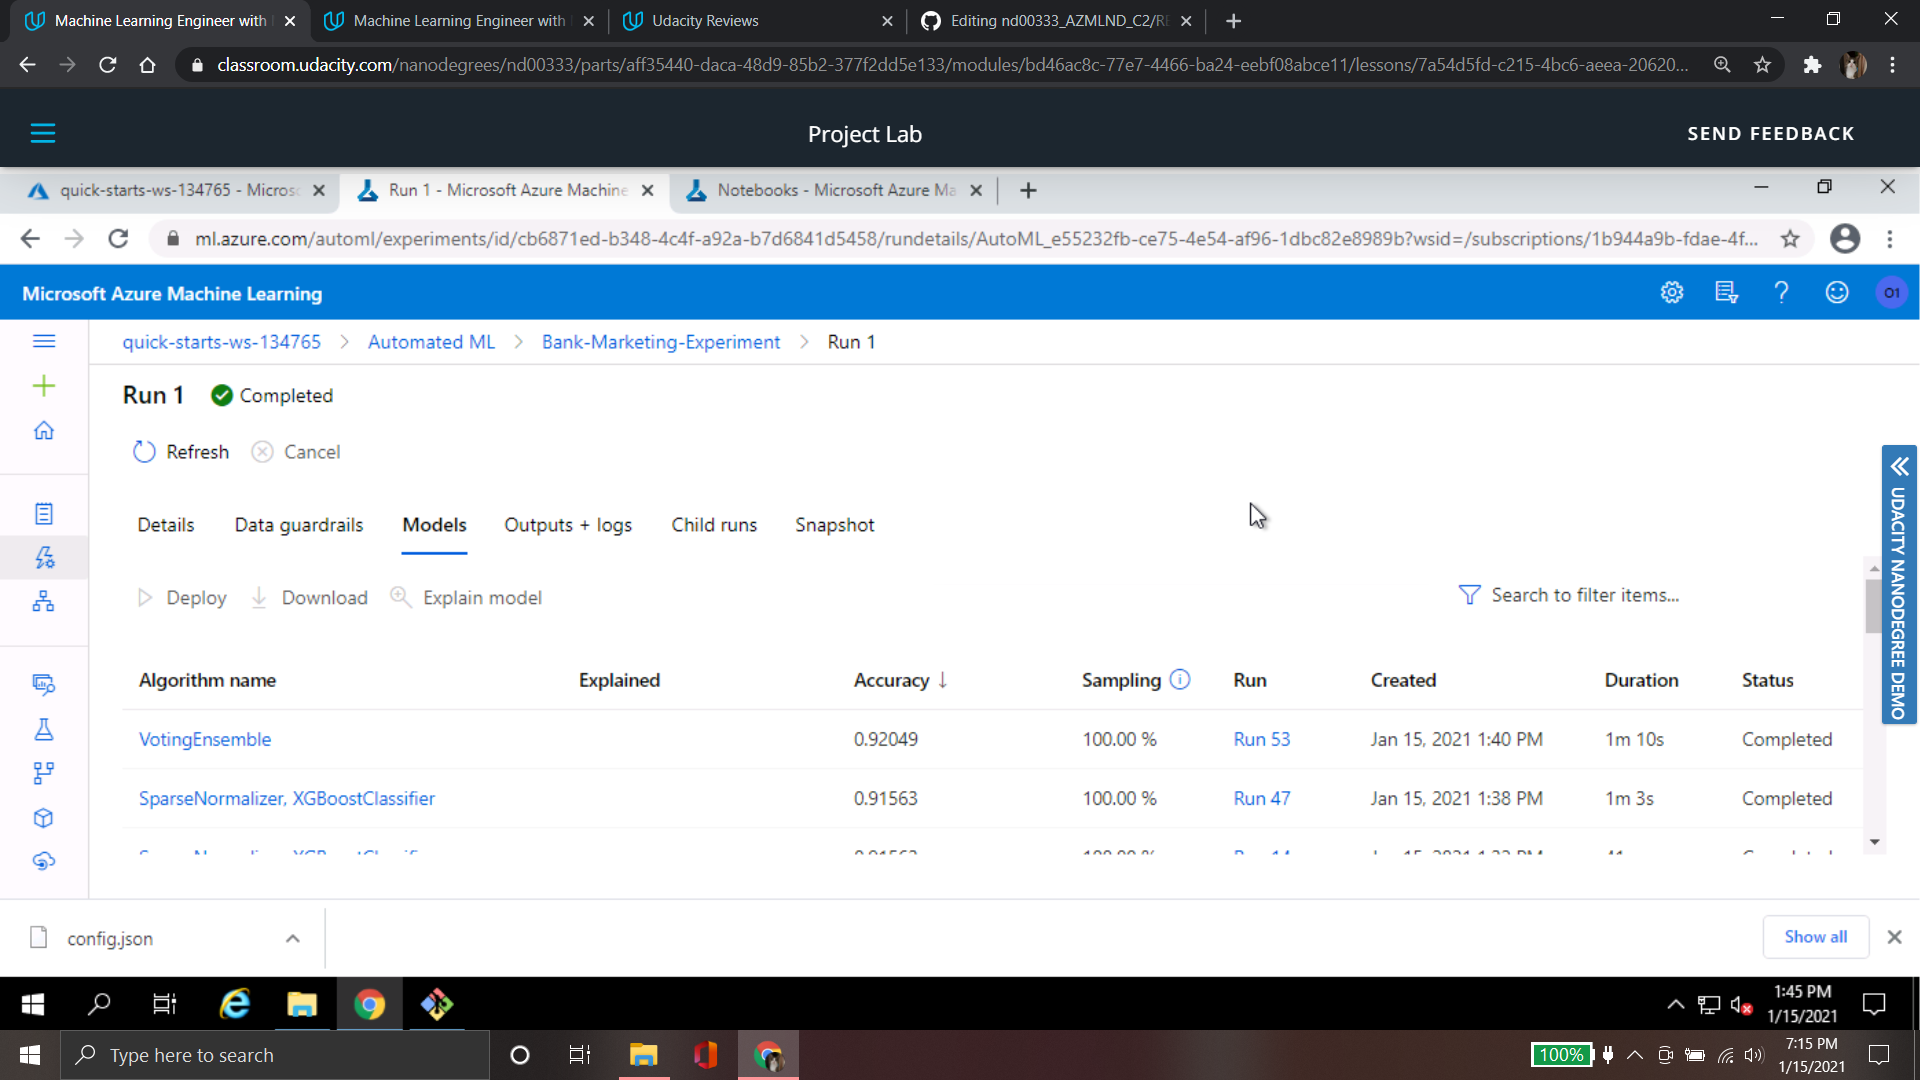 Machine Learning Engineer with
Machine Learning Engineer with
Udacity Reviews
Editing nd00333_AZMLND_C2/RE
classroom.udacity.com/nanodegrees/nd00333/parts/aff35440-daca-48d9-85b2-377f2dd5e133/modules/bd46ac8c-77e7-4466-ba24-eebf08abce11/lessons/7a54d5fd-c215-4bc6-aeea-20620...
Project Lab
SEND FEEDBACK
quick-starts-ws-134765 - Micros
Run 1 - Microsoft Azure Machine
Notebooks - Microsoft Azure Ma
ml.azure.com/automl/experiments/id/cb6871ed-b348-4c4f-a92a-b7d6841d5458/rundetails/AutoML_e55232fb-ce75-4e54-af96-1dbc82e8989b?wsid=/subscriptions/1b944a9b-fdae-4f...
Microsoft Azure Machine Learning
O1
quick-starts-ws-134765 > Automated ML > Bank-Marketing-Experiment > Run 1
Run 1 Completed
Refresh Cancel
Details Data guardrails Models Outputs + logs Child runs Snapshot
Deploy Download Explain model
Search to filter items...
UDACITY NANODEGREE DEMO
Algorithm name Explained Accuracy ↓ Sampling Run Created Duration Status
VotingEnsemble 0.92049 100.00 % Run 53 Jan 15, 2021 1:40 PM 1m 10s Completed
SparseNormalizer, XGBoostClassifier 0.91563 100.00 % Run 47 Jan 15, 2021 1:38 PM 1m 3s Completed
config.json
Show all
1:45 PM
1/15/2021
Type here to search
100%
7:15 PM
1/15/2021